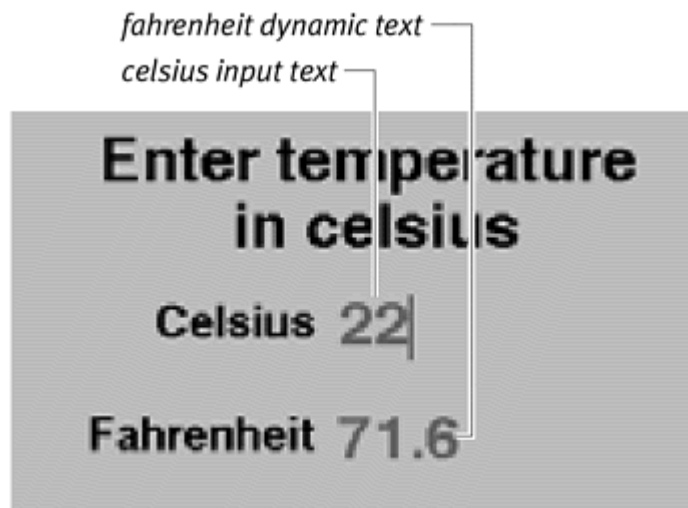 fahrenheit dynamic text
celsius input text
Enter temperature
in celsius
Celsius 22
Fahrenheit 71.6